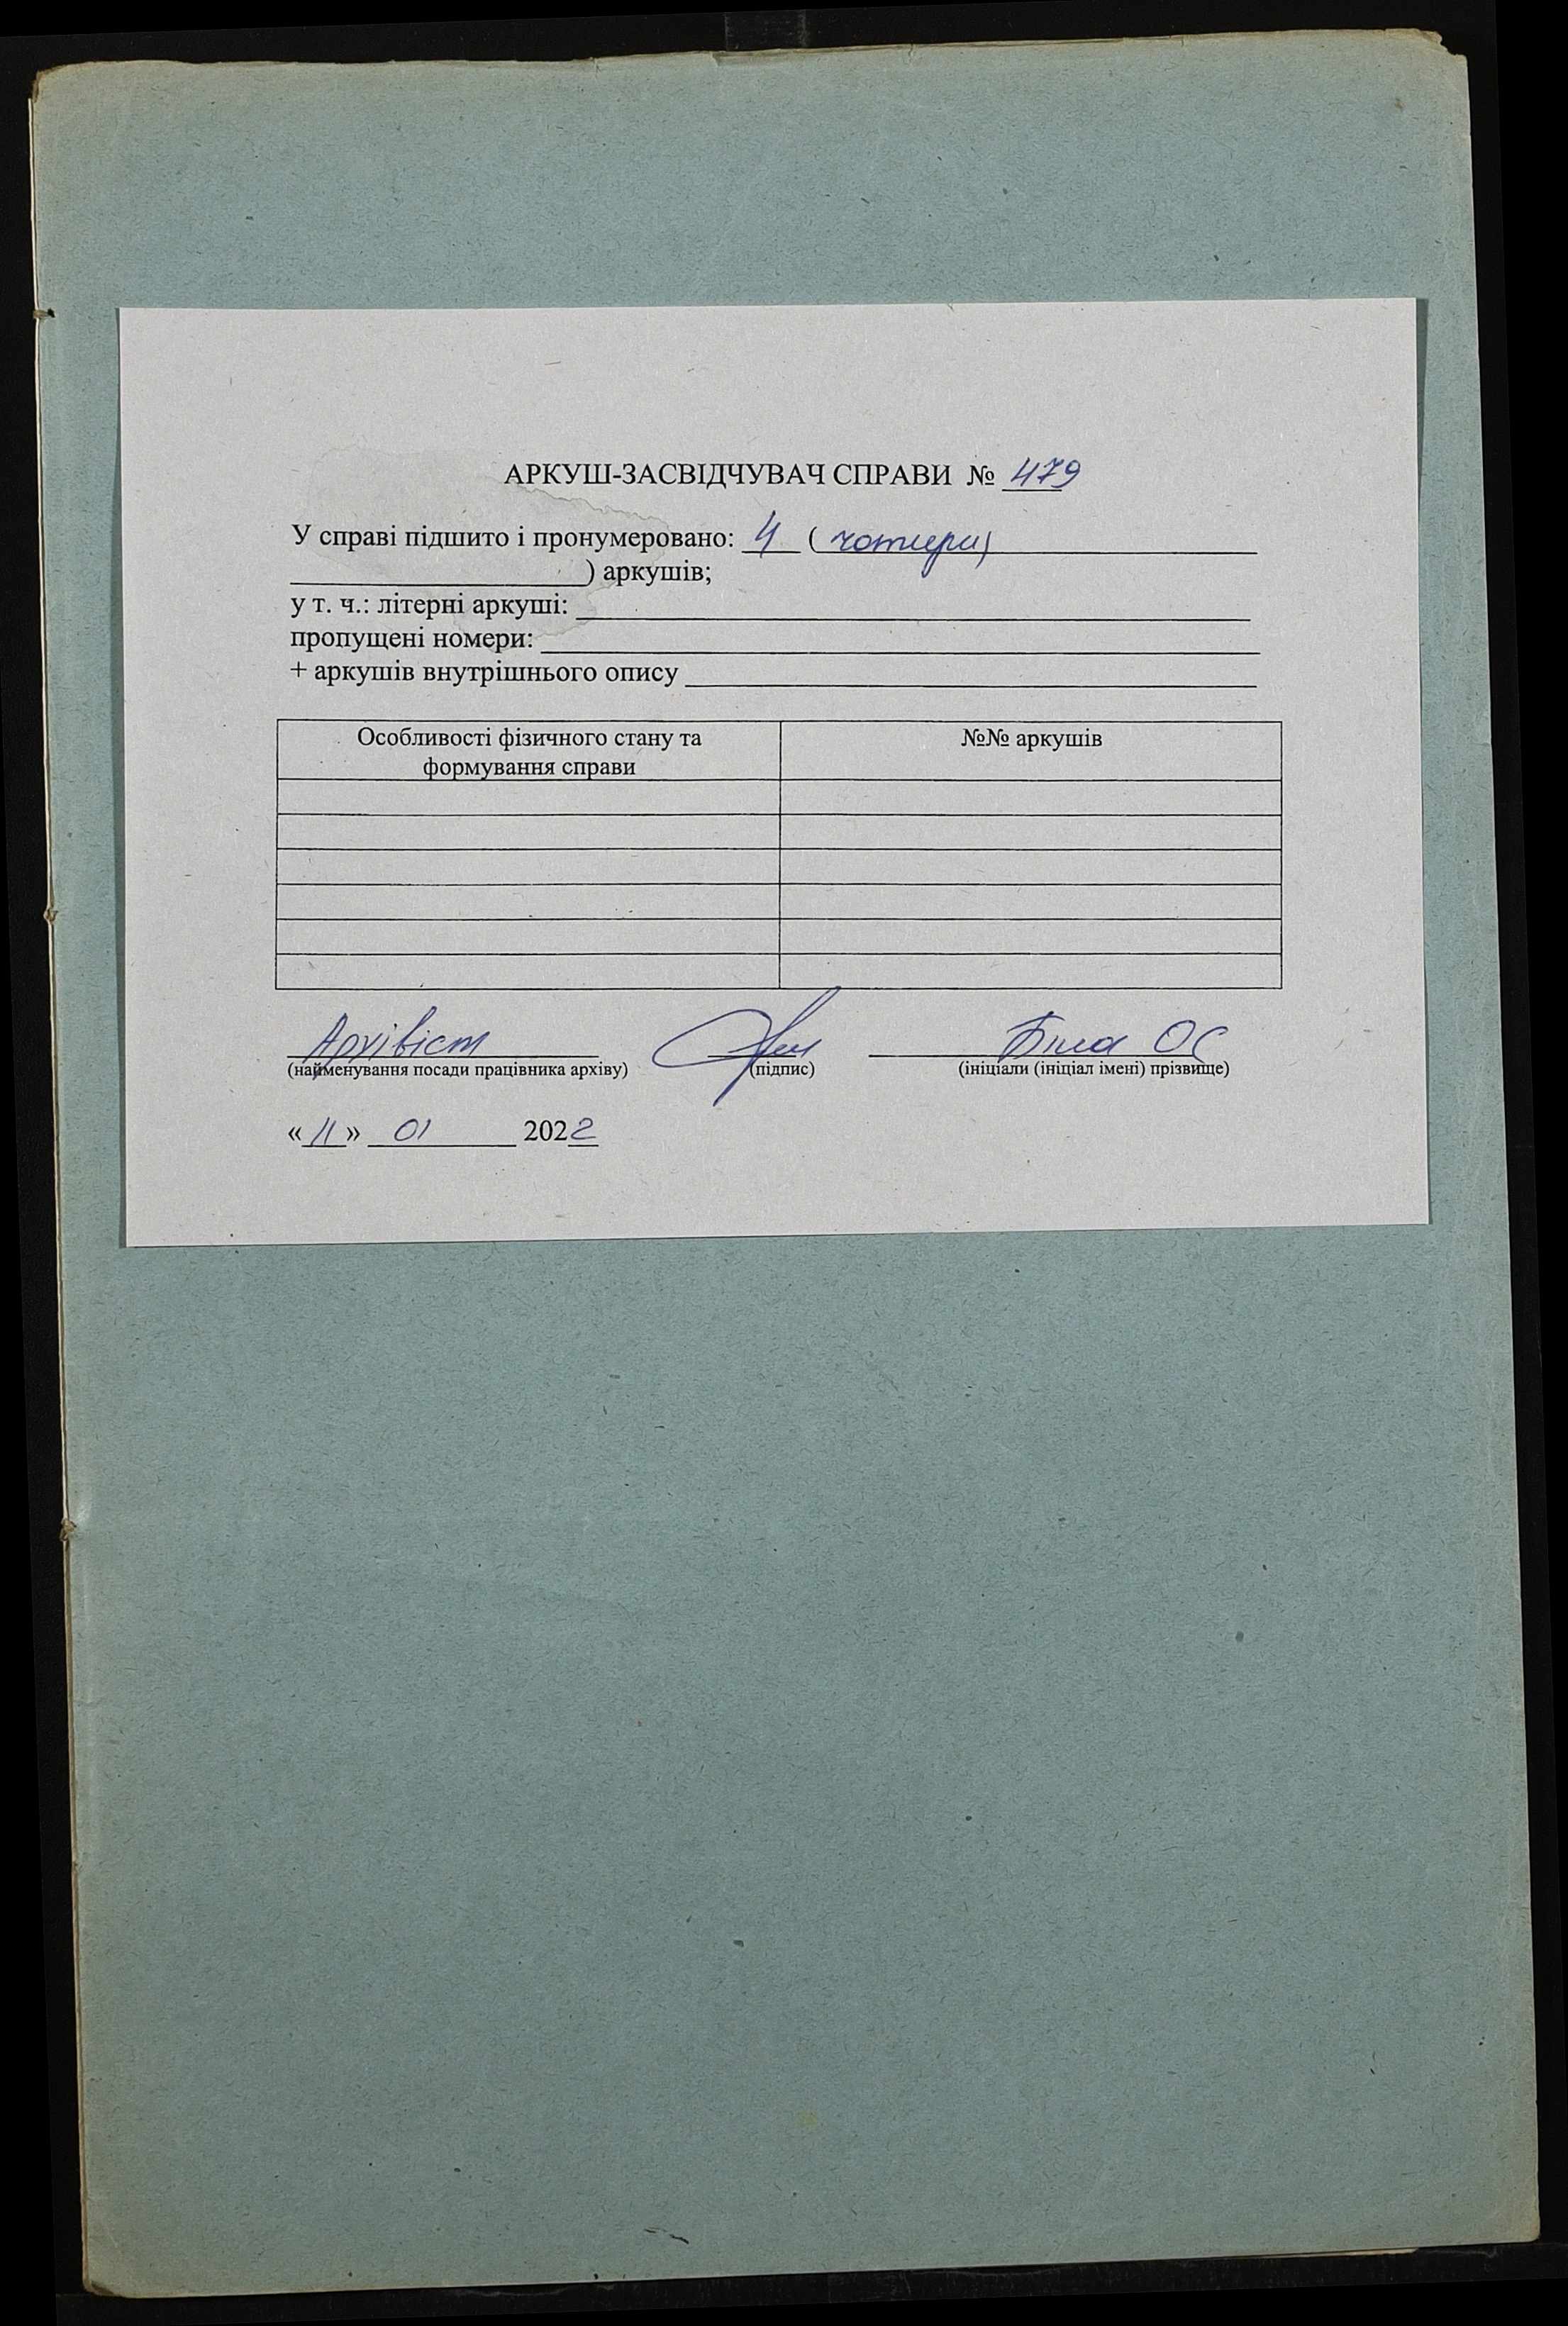 АРКУШ-ЗАСВІДЧУВАЧ СПРАВИ № 479
У справі підшито і пронумеровано: 4 ( чотири)
) аркушів;
у т. ч.: літерні аркуші:
пропущені номери:
+ аркушів внутрішнього опису
Особливості фізичного стану та формування справи №№ аркушів
Архівіст Біла ОС
(найменування посади працівника архіву) (підпис) (ініціали (ініціал імені) прізвище)
«11» 01 2022